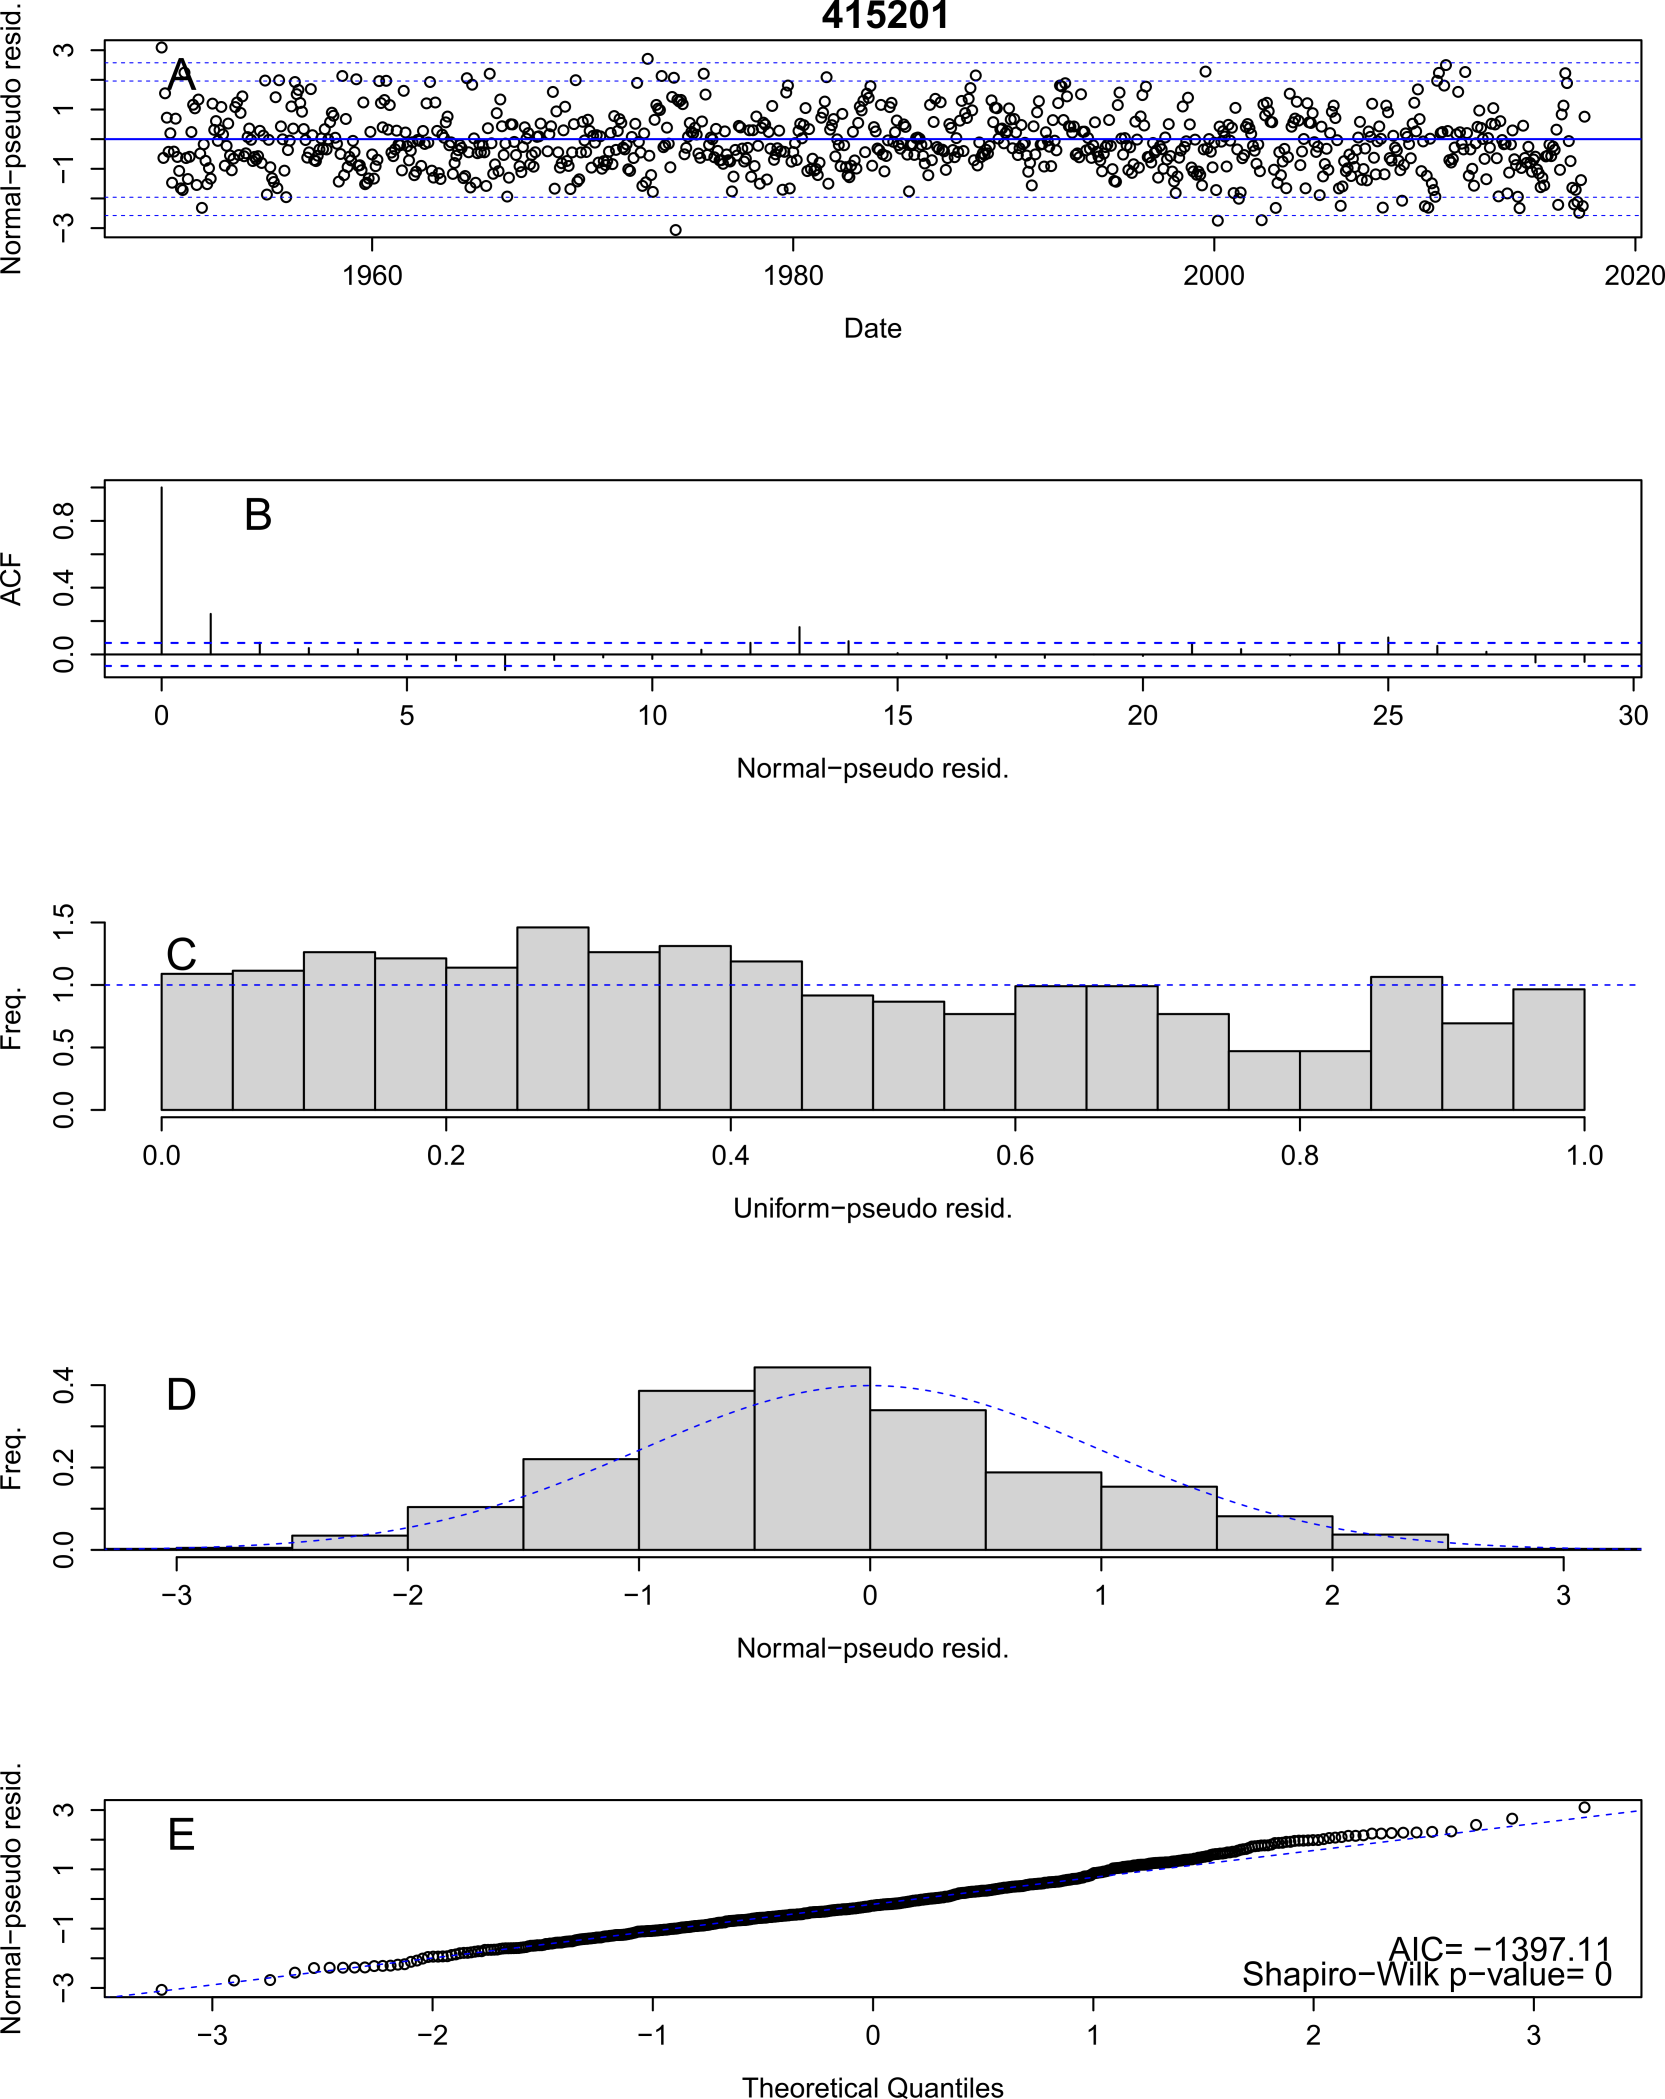 415201
Normal−pseudo resid.
3
1
−1
−3
A
1960 1980 2000 2020
Date
ACF
0.8
0.4
0.0
B
0 5 10 15 20 25 30
Normal−pseudo resid.
Freq.
1.5
1.0
0.5
0.0
C
0.0 0.2 0.4 0.6 0.8 1.0
Uniform−pseudo resid.
Freq.
0.4
0.2
0.0
D
−3 −2 −1 0 1 2 3
Normal−pseudo resid.
Normal−pseudo resid.
3
1
−1
−3
E
AIC= −1397.11
Shapiro−Wilk p−value= 0
−3 −2 −1 0 1 2 3
Theoretical Quantiles